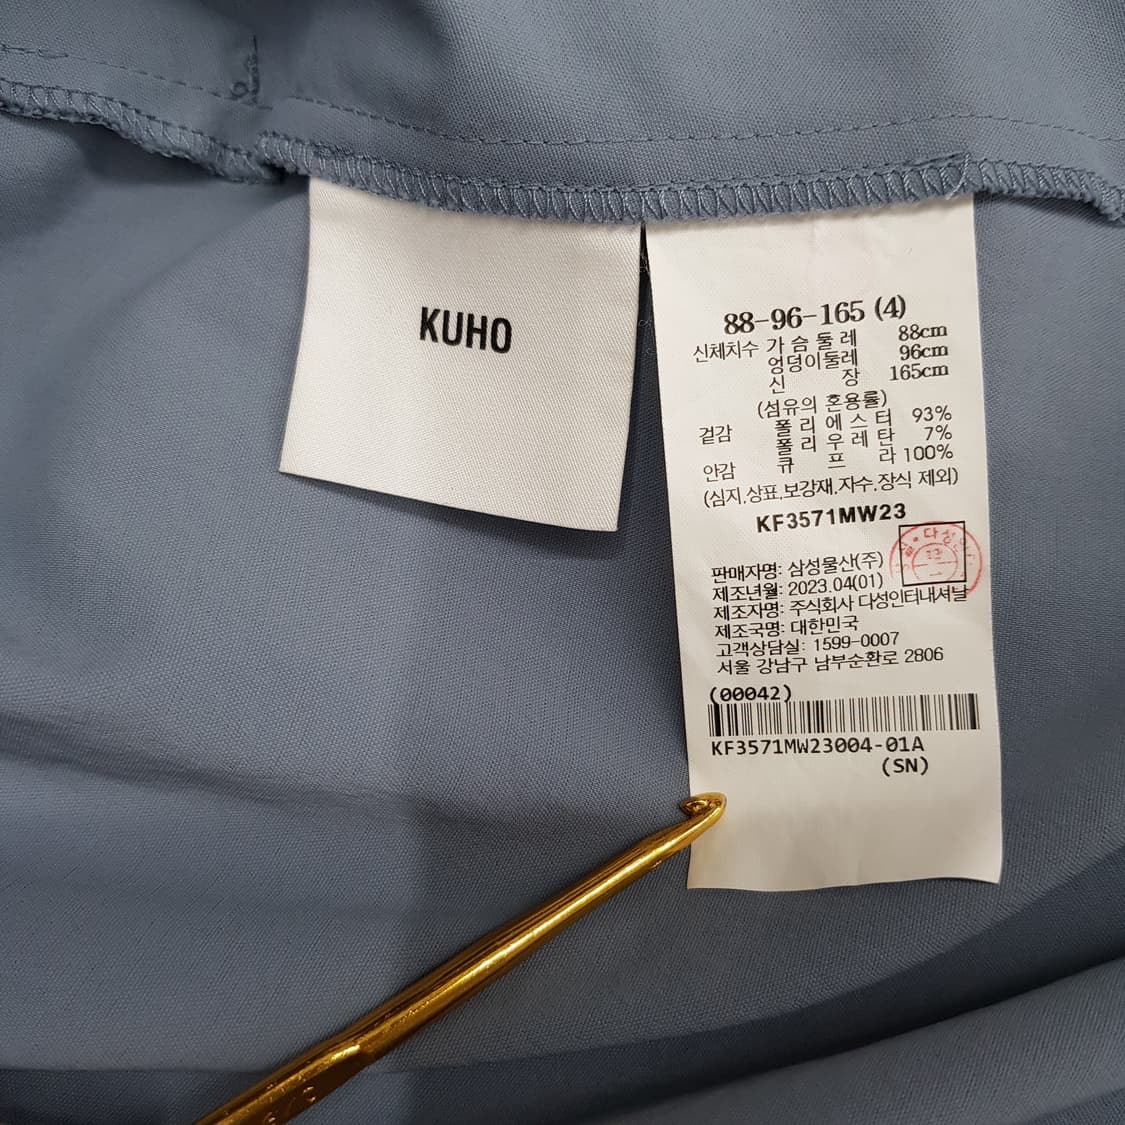 KUHO
88-96-165 (4)
신체치수 가슴둘레 88cm
엉덩이둘레 96cm
신 장 165cm
(섬유의 혼용률)
겉감 폴리에스터 93%
폴리우레탄 7%
안감 큐 프 라 100%
(심지,상표,보강재,자수,장식 제외)
KF3571MW23
판매자명: 삼성물산(주)
제조년월: 2023.04(01)
제조자명: 주식회사 다성인터내셔날
제조국명: 대한민국
고객상담실: 1599-0007
서울 강남구 남부순환로 2806
(00042)
KF3571MW23004-01A
(SN)